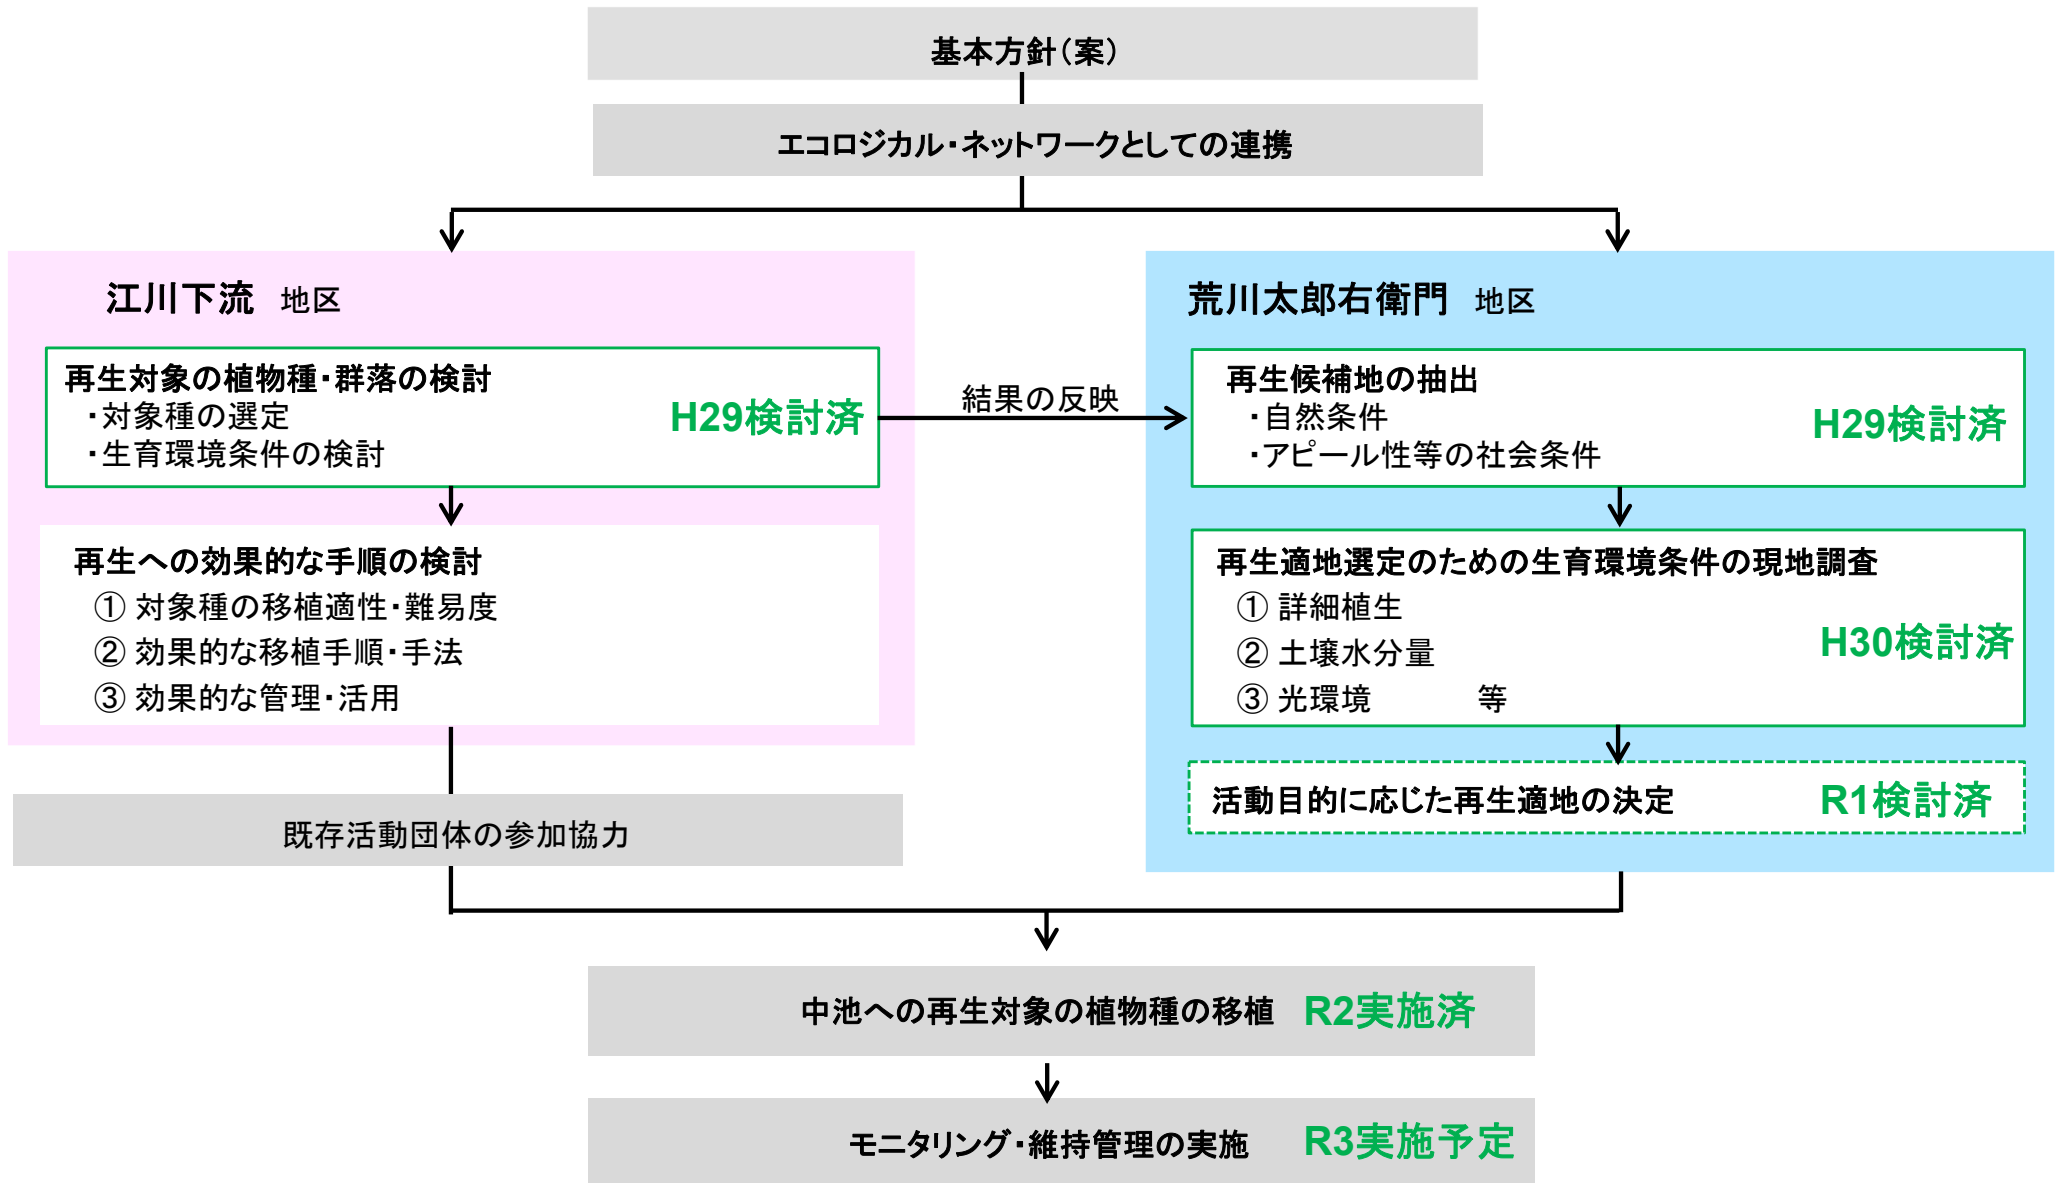 基本方針（案）
エコロジカル・ネットワークとしての連携
江川下流　地区
再生対象の植物種・群落の検討
・対象種の選定
・生育環境条件の検討
H29検討済
結果の反映
再生への効果的な手順の検討
① 対象種の移植適性・難易度
② 効果的な移植手順・手法
③ 効果的な管理・活用
既存活動団体の参加協力
荒川太郎右衛門　地区
再生候補地の抽出
・自然条件
・アピール性等の社会条件
H29検討済
再生適地選定のための生育環境条件の現地調査
① 詳細植生
② 土壌水分量
③ 光環境　　　等
H30検討済
活動目的に応じた再生適地の決定　R1検討済
中池への再生対象の植物種の移植　R2実施済
モニタリング・維持管理の実施　R3実施予定